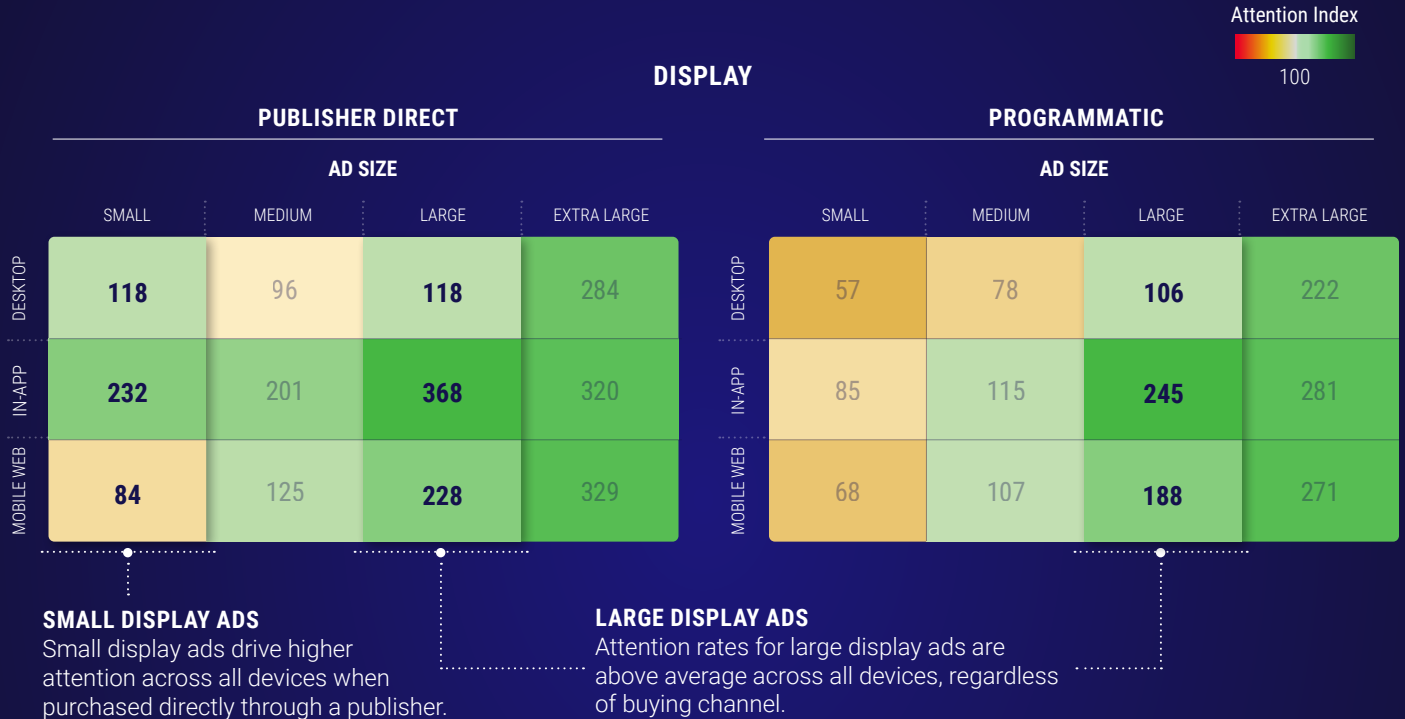 Attention Index
100
DISPLAY
PUBLISHER DIRECT
AD SIZE
SMALL MEDIUM LARGE EXTRA LARGE
DESKTOP 118 96 118 284
IN-APP 232 201 368 320
MOBILE WEB 84 125 228 329
PROGRAMMATIC
AD SIZE
SMALL MEDIUM LARGE EXTRA LARGE
DESKTOP 57 78 106 222
IN-APP 85 115 245 281
MOBILE WEB 68 107 188 271
SMALL DISPLAY ADS
Small display ads drive higher
attention across all devices when
purchased directly through a publisher.
LARGE DISPLAY ADS
Attention rates for large display ads are
above average across all devices, regardless
of buying channel.